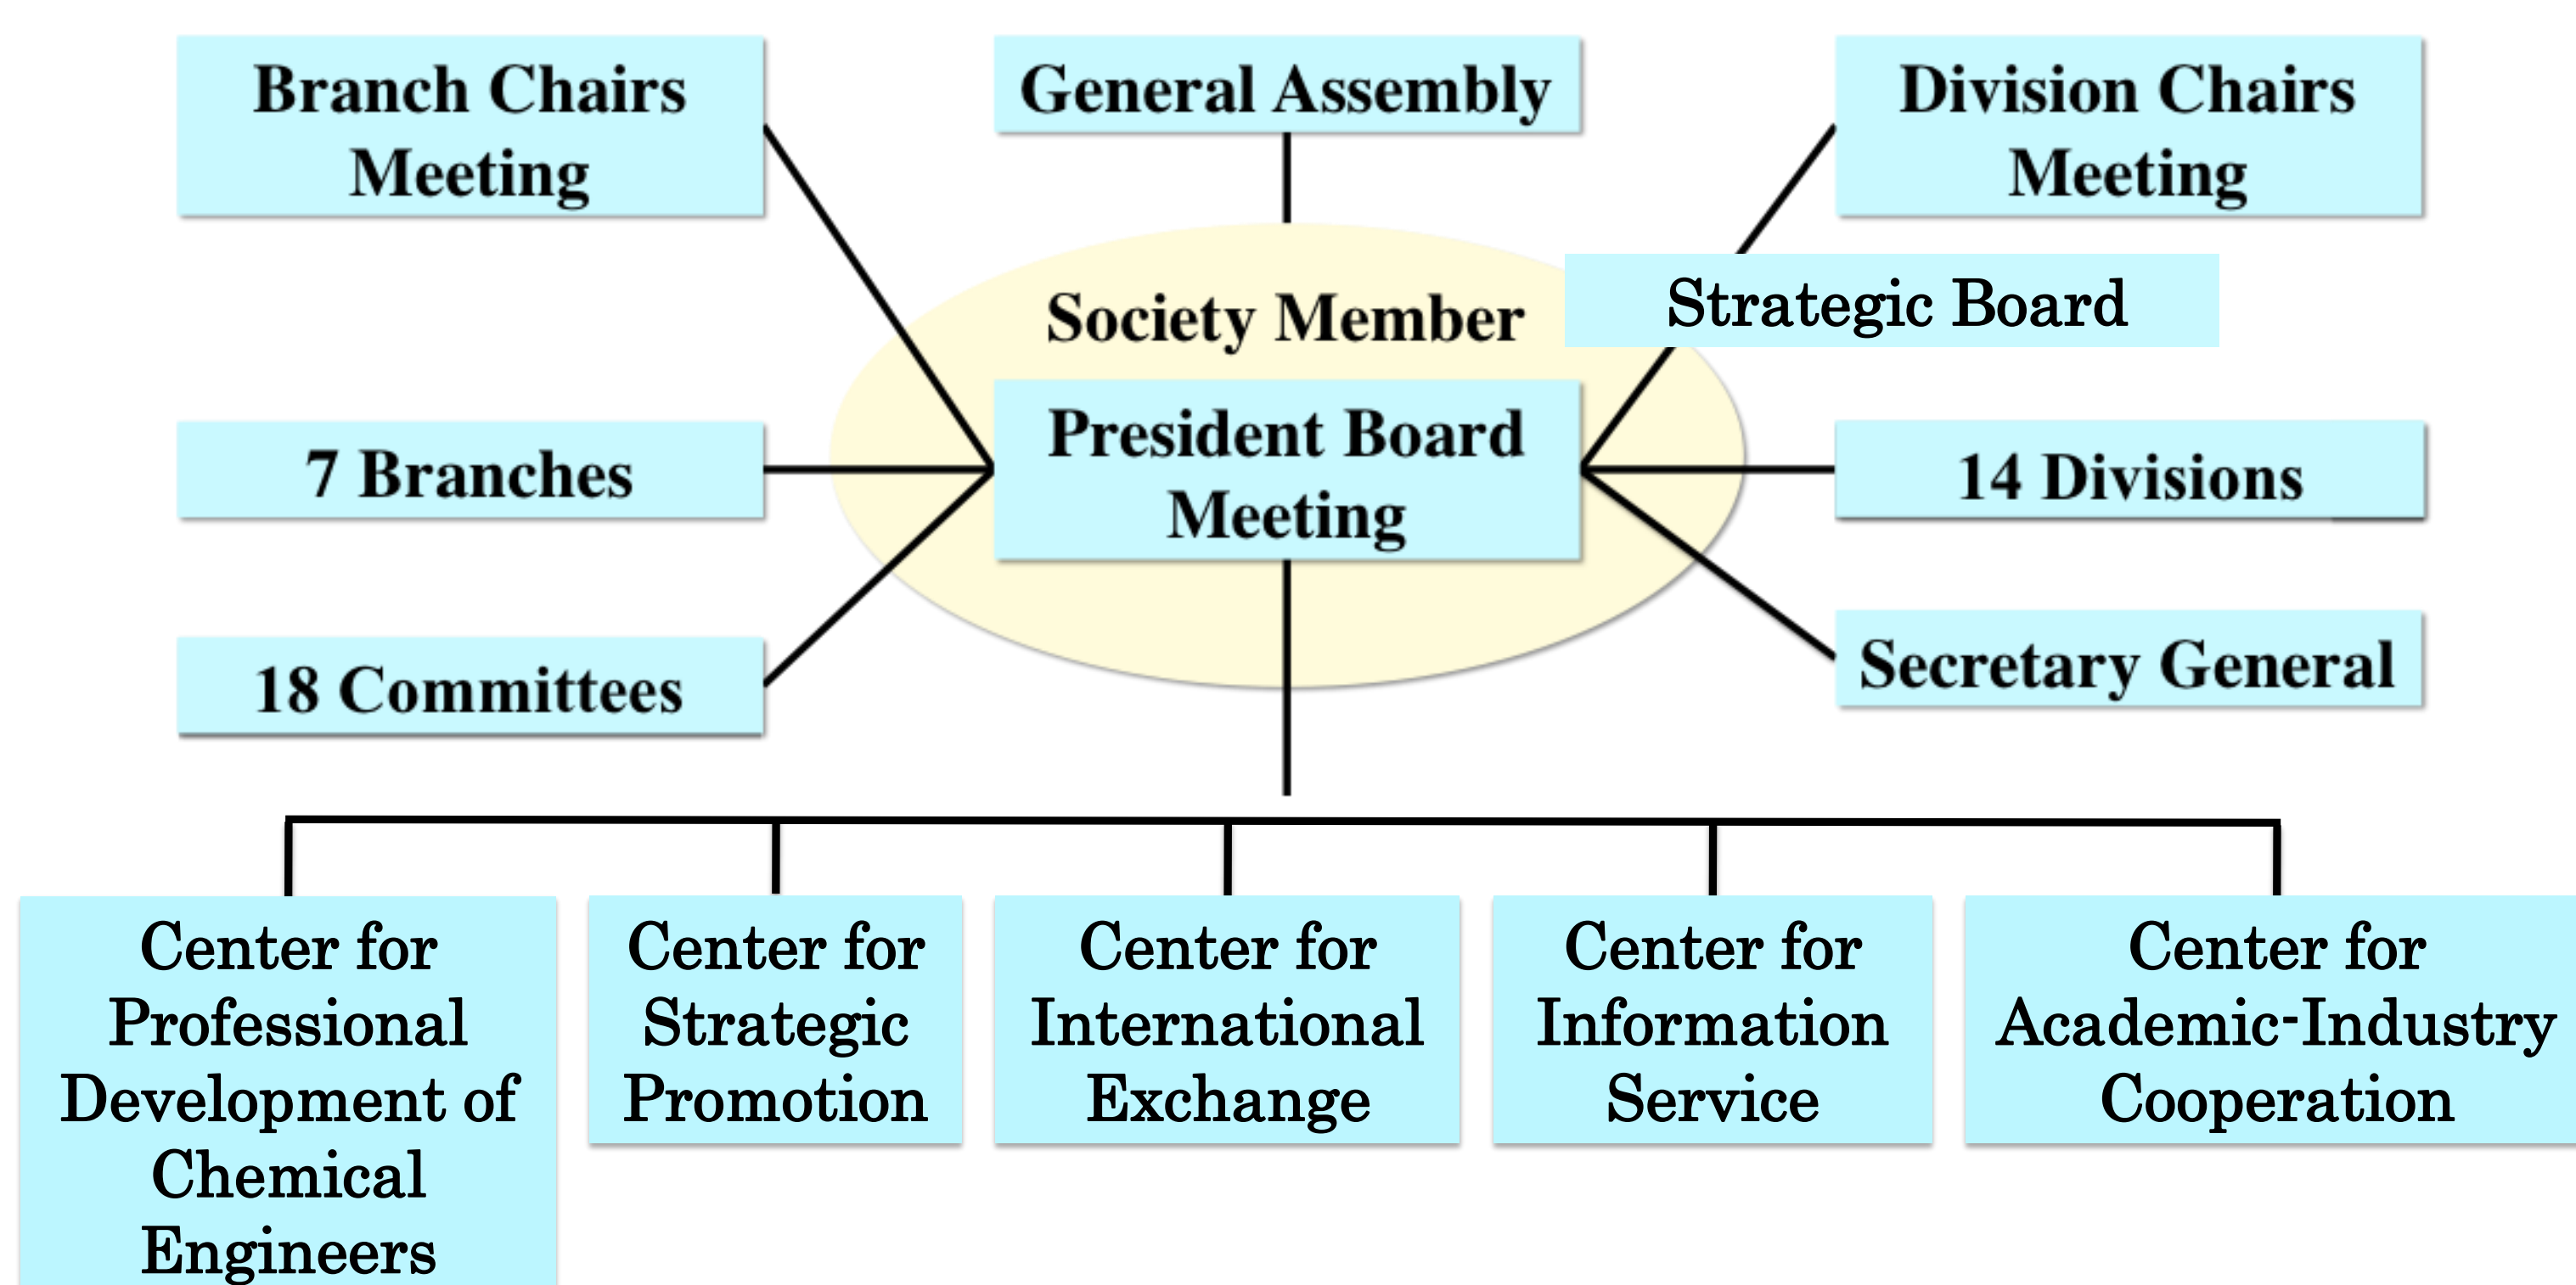 Branch Chairs
Meeting
General Assembly
Division Chairs
Meeting
Strategic Board
Society Member
President Board
Meeting
7 Branches
14 Divisions
18 Committees
Secretary General
Center for
Professional
Development of
Chemical
Engineers
Center for
Strategic
Promotion
Center for
International
Exchange
Center for
Information
Service
Center for
Academic-Industry
Cooperation